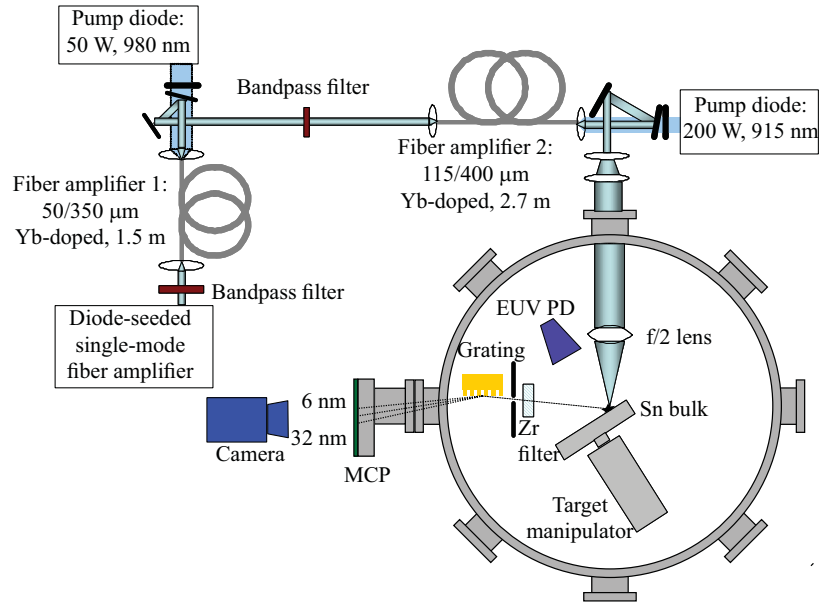 Pump diode:
50 W, 980 nm
Bandpass filter
Pump diode:
200 W, 915 nm
Fiber amplifier 2:
115/400 μm
Yb-doped, 2.7 m
Fiber amplifier 1:
50/350 μm
Yb-doped, 1.5 m
Bandpass filter
Diode-seeded
single-mode
fiber amplifier
EUV PD
f/2 lens
Grating
6 nm
32 nm
Camera
MCP
Zr
filter
Sn bulk
Target
manipulator